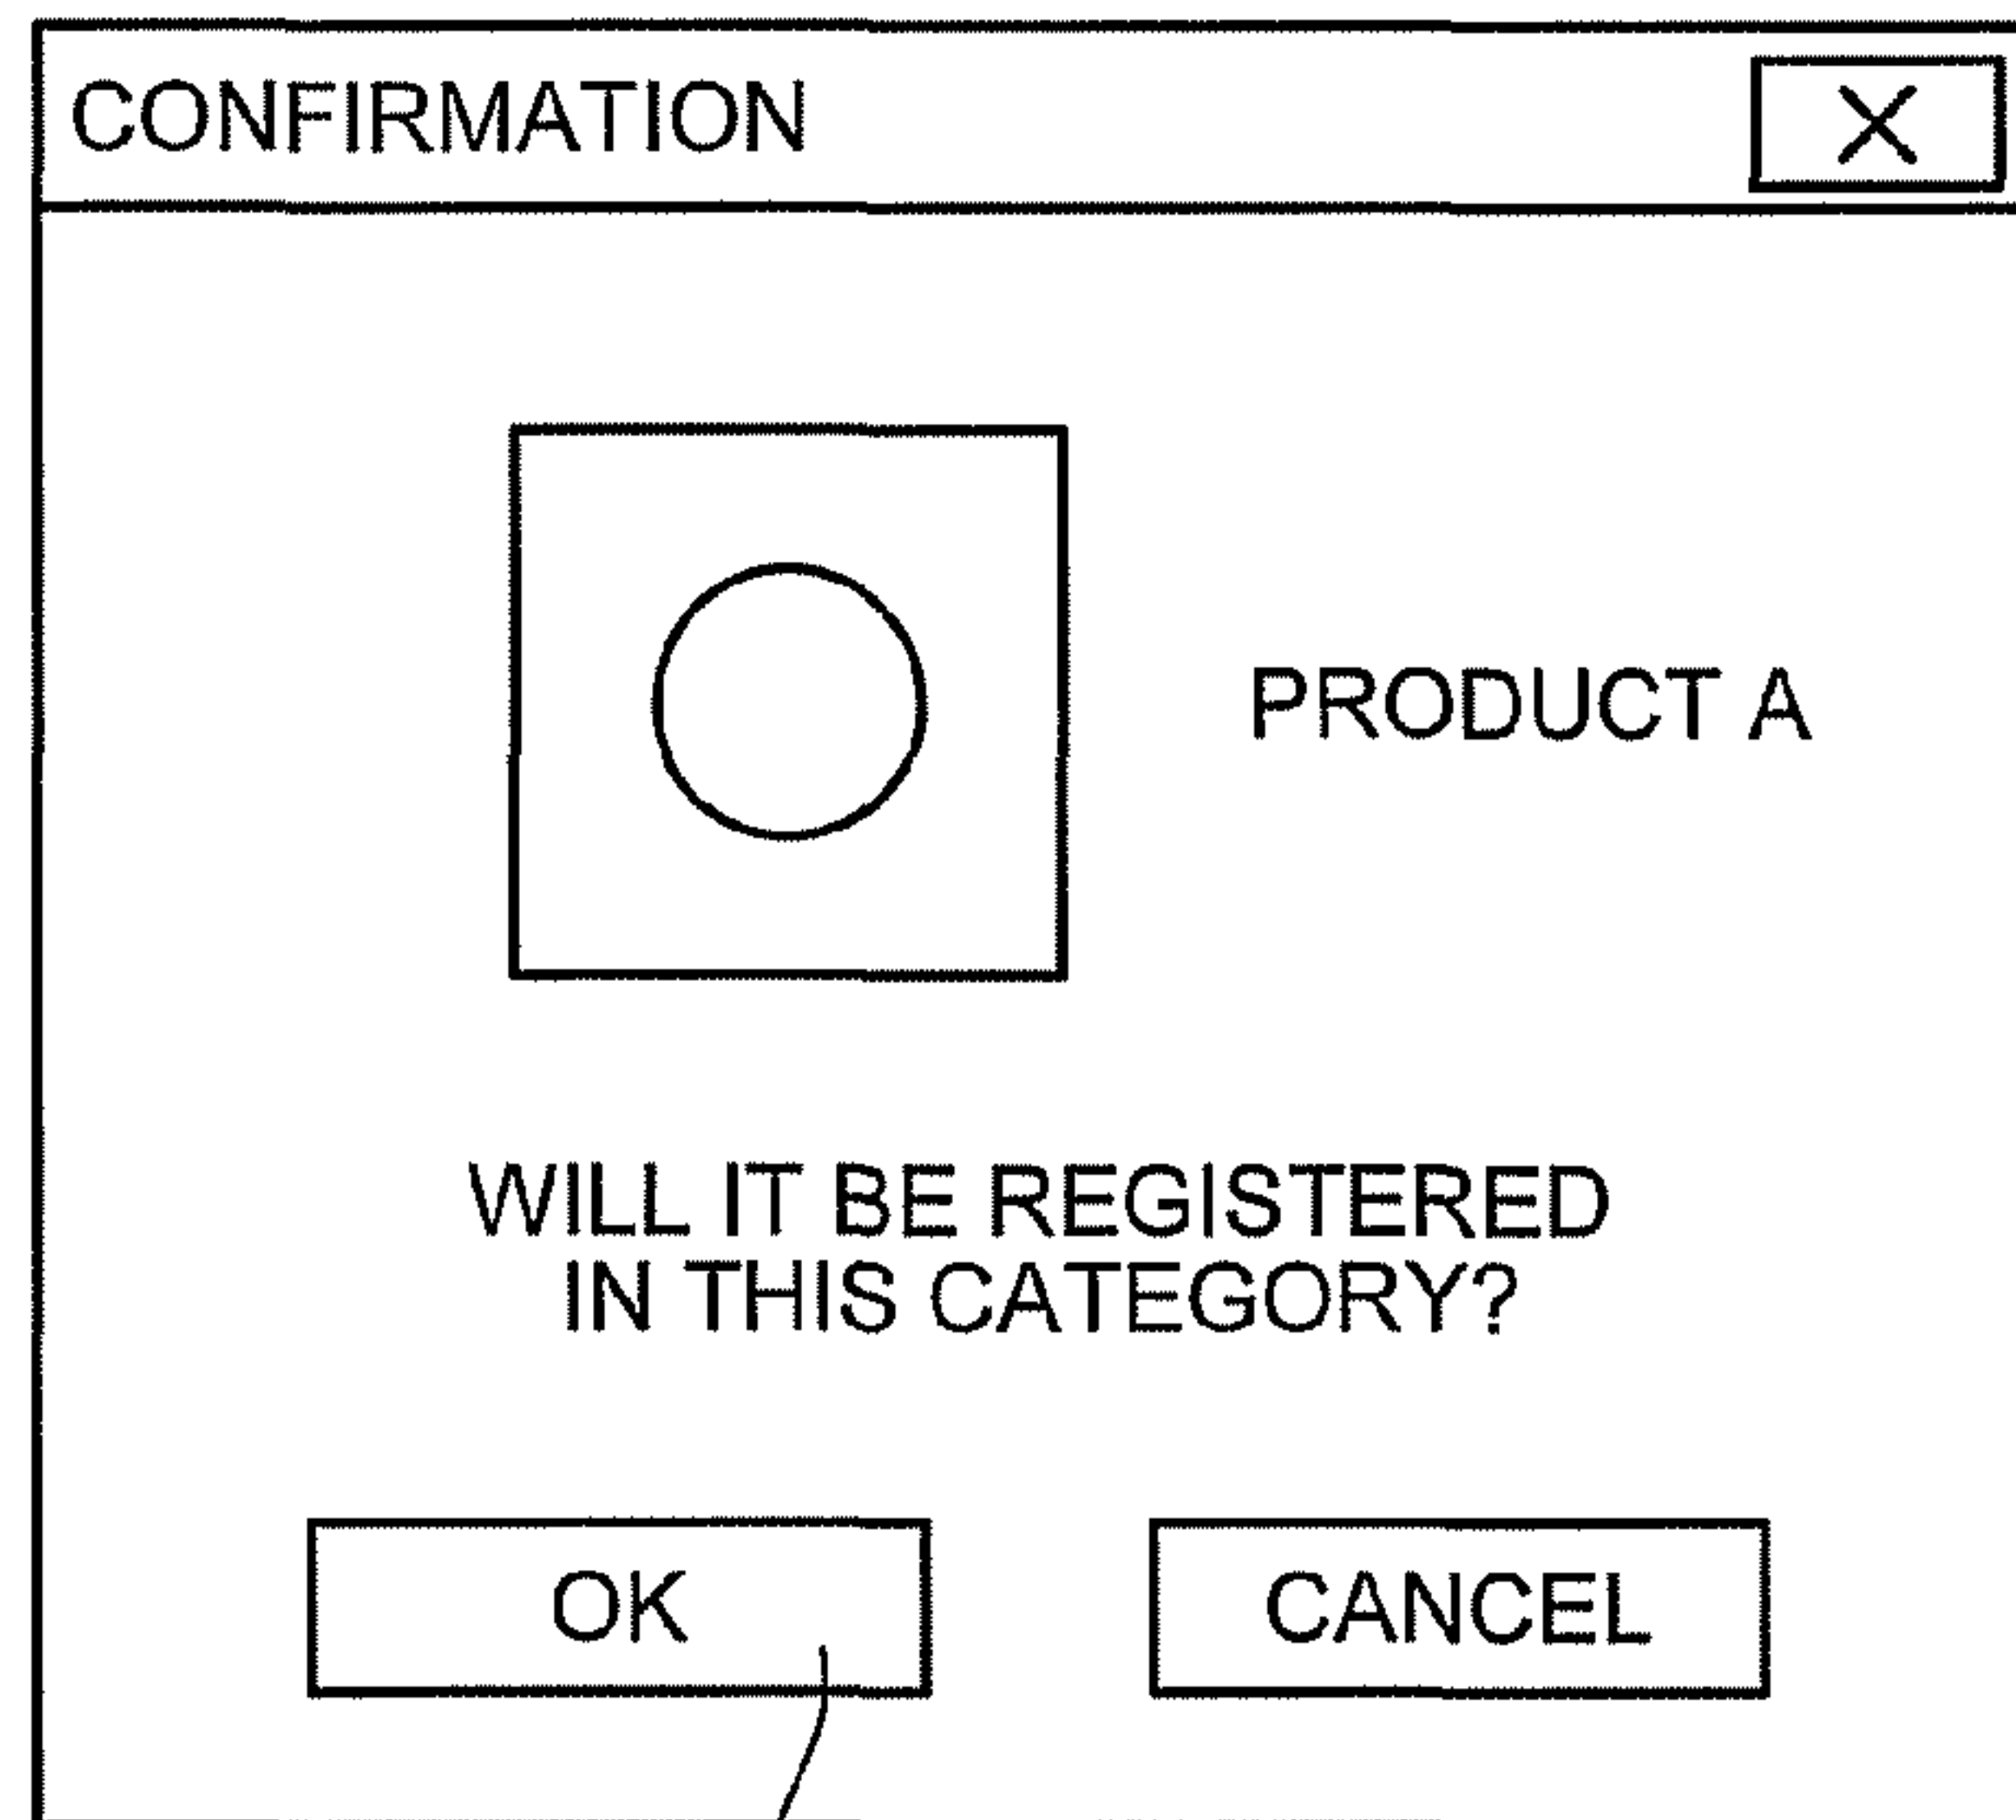 CONFIRMATION X
PRODUCT A
WILL IT BE REGISTERED
IN THIS CATEGORY?
OK CANCEL